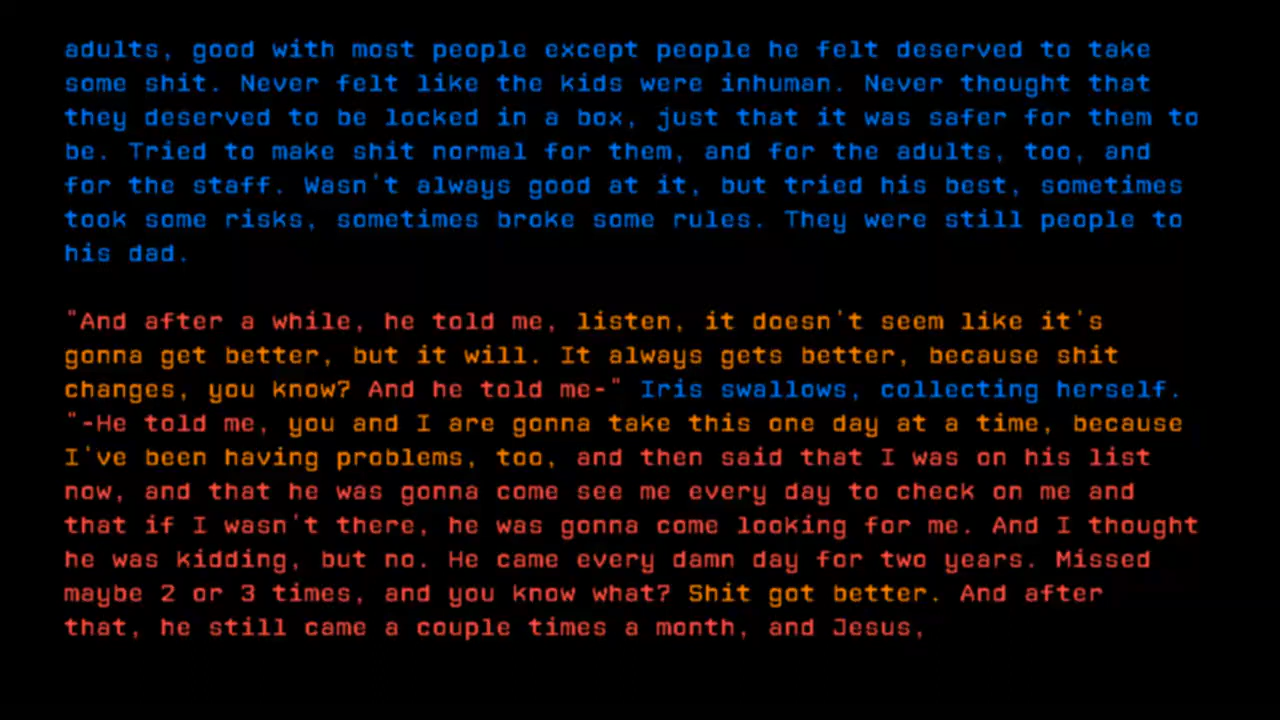 adults, good with most people except people he felt deserved to take
some shit. Never felt like the kids were inhuman. Never thought that
they deserved to be locked in a box, just that it was safer for them to
be. Tried to make shit normal for them, and for the adults, too, and
for the staff. Wasn't always good at it, but tried his best, sometimes
took some risks, sometimes broke some rules. They were still people to
his dad.
"And after a while, he told me, listen, it doesn't seem like it's
gonna get better, but it will. It always gets better, because shit
changes, you know? And he told me-" Iris swallows, collecting herself.
"-He told me, you and I are gonna take this one day at a time, because
I've been having problems, too, and then said that I was on his list
now, and that he was gonna come see me every day to check on me and
that if I wasn't there, he was gonna come looking for me. And I thought
he was kidding, but no. He came every damn day for two years. Missed
maybe 2 or 3 times, and you know what? Shit got better. And after
that, he still came a couple times a month, and Jesus,